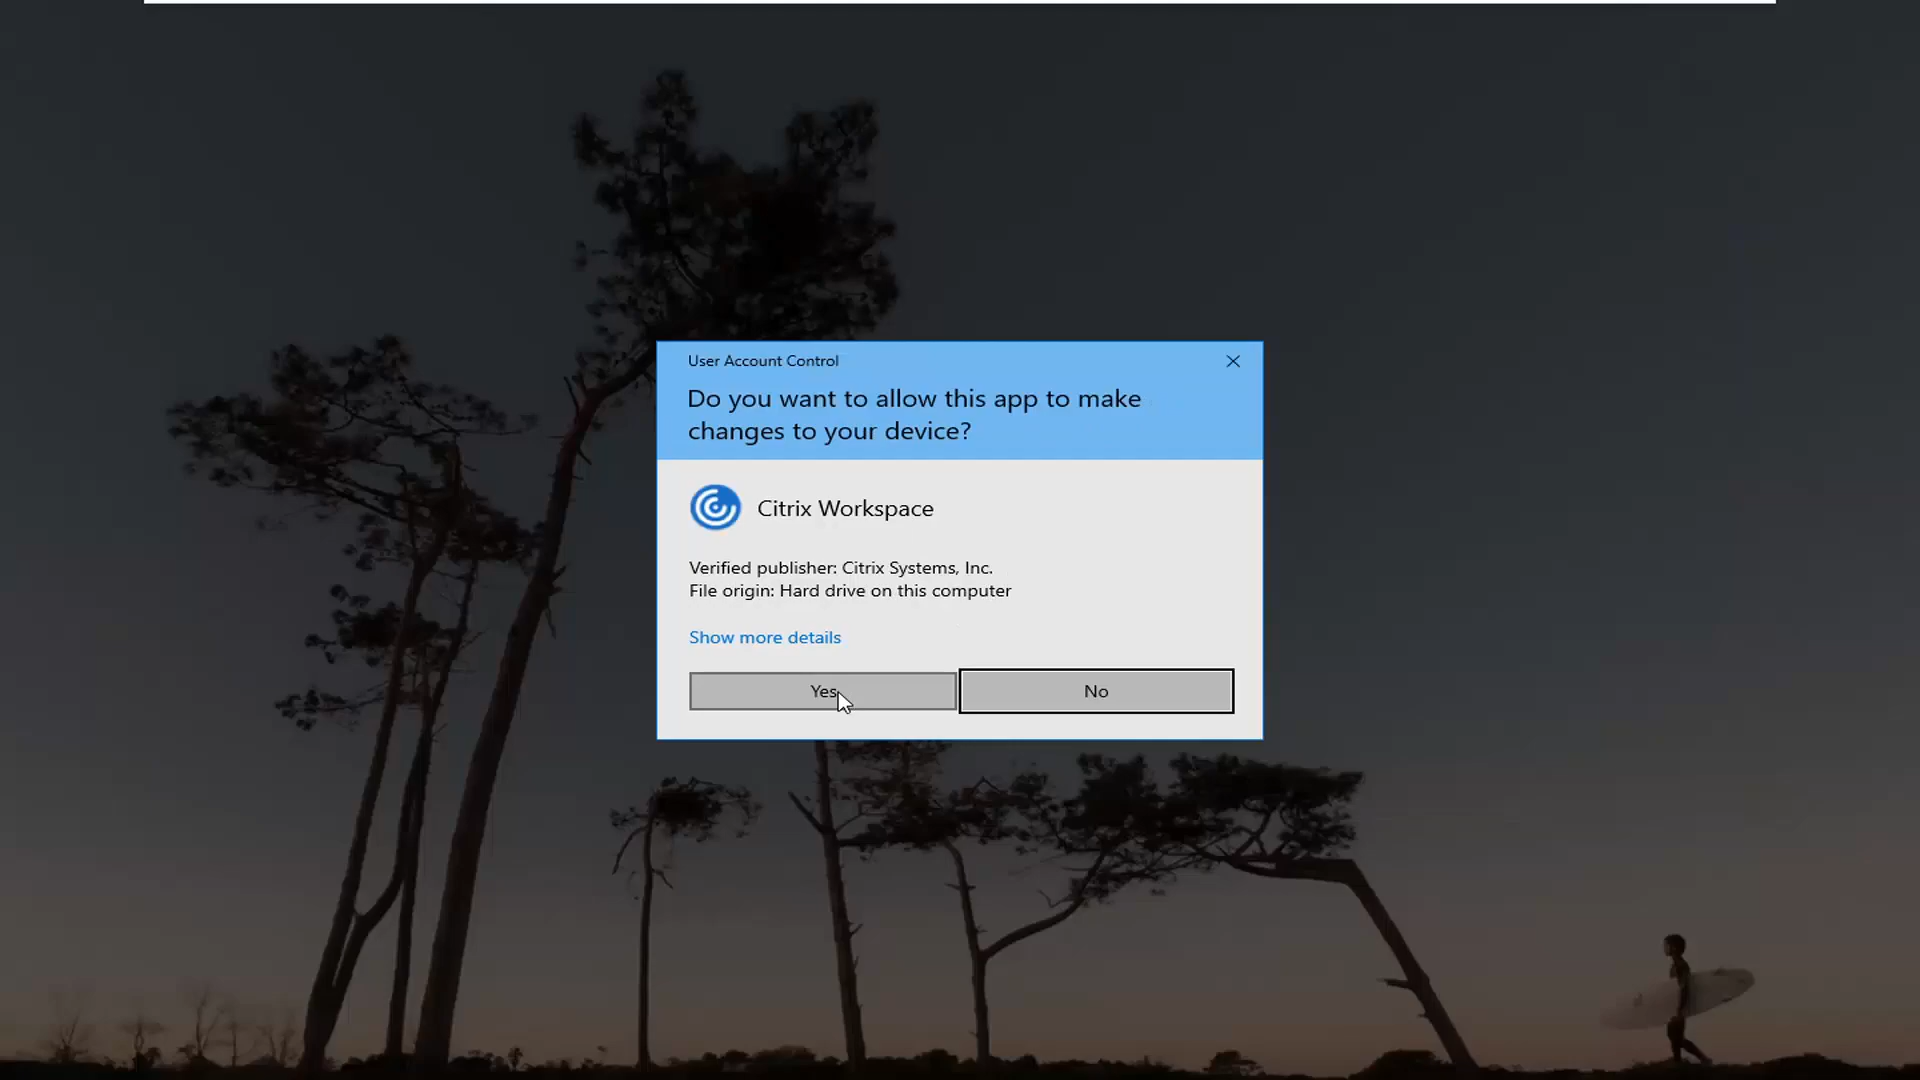 User Account Control
Do you want to allow this app to make
changes to your device?
Citrix Workspace
Verified publisher: Citrix Systems, Inc.
File origin: Hard drive on this computer
Show more details
Yes
No